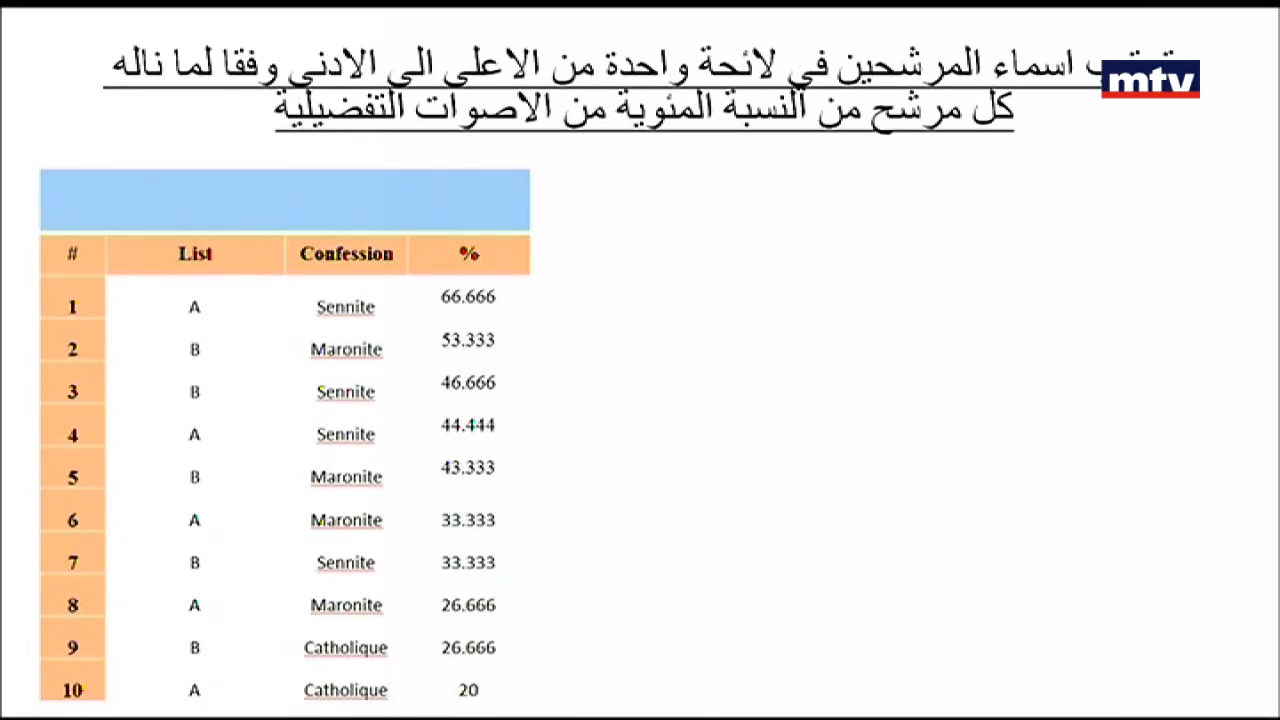 اسماء المرشحين في لائحة واحدة من الاعلى الى الادنى وفقا لما ناله
كل مرشح من النسبة المئوية من الاصوات التفضيلية
mtv
# List Confession %
1 A Sennite 66.666
2 B Maronite 53.333
3 B Sennite 46.666
4 A Sennite 44.444
5 B Maronite 43.333
6 A Maronite 33.333
7 B Sennite 33.333
8 A Maronite 26.666
9 B Catholique 26.666
10 A Catholique 20